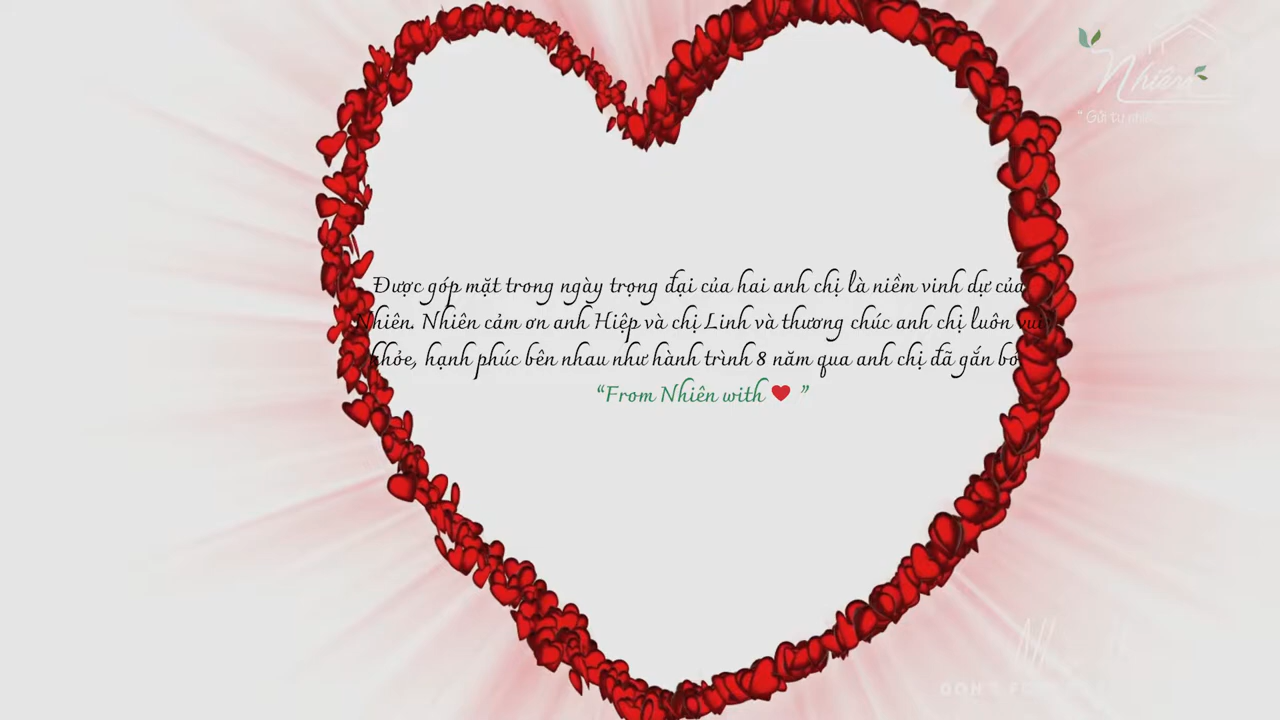 Nhiên
Được góp mặt trong ngày trọng đại của hai anh chị là niềm vinh dự của
Nhiên. Nhiên cảm ơn anh Hiệp và chị Linh và thương chúc anh chị luôn vui
khỏe, hạnh phúc bên nhau như hành trình 8 năm qua anh chị đã gắn bó
“From Nhiên with ❤ ”